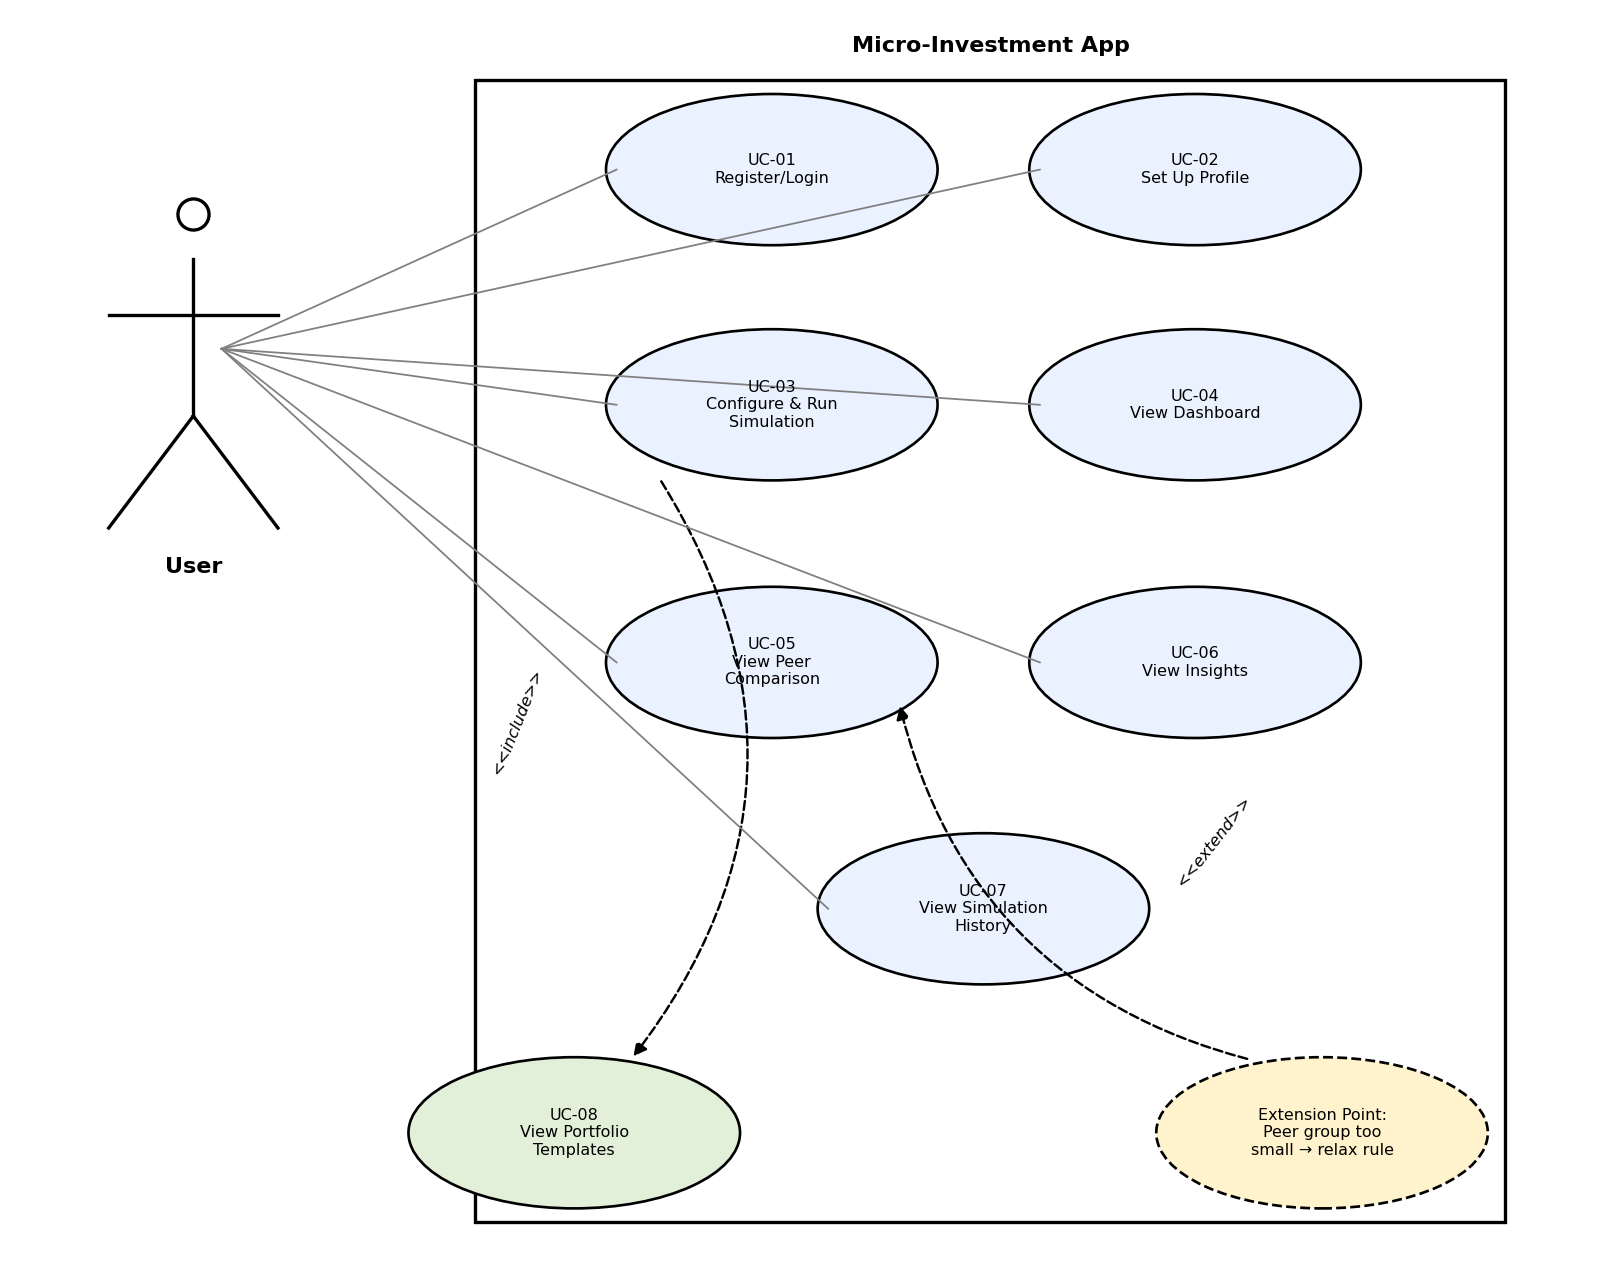 Micro-Investment App
UC-01
Register/Login
UC-02
Set Up Profile
UC-03
Configure & Run
Simulation
UC-04
View Dashboard
User
UC-05
View Peer
Comparison
UC-06
View Insights
<<include>>
<<extend>>
UC-07
View Simulation
History
UC-08
View Portfolio
Templates
Extension Point:
Peer group too
small → relax rule